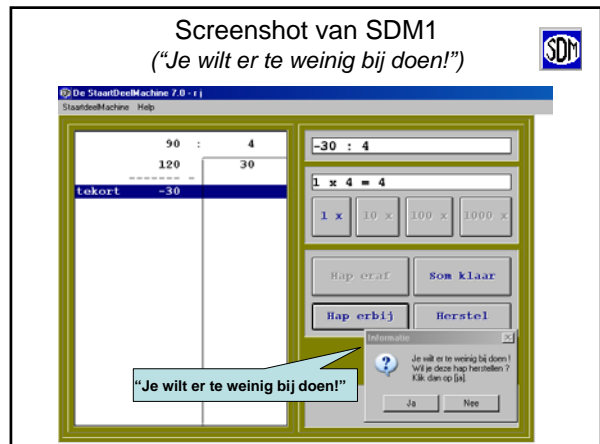 Screenshot van SDM1
("Je wilt er te weinig bij doen!")
SDM
De StaartDeelMachine 7.0 - r j
StaartdeelMachine Help
90 : 4
120 30
------- -
tekort -30
-30 : 4
1 x 4 = 4
1 x 10 x 100 x 1000 x
Hap eraf Som klaar
Hap erbij Herstel
Informatie
Je wilt er te weinig bij doen !
Wil je deze hap herstellen ?
Klik dan op [ja].
Ja Nee
"Je wilt er te weinig bij doen!"